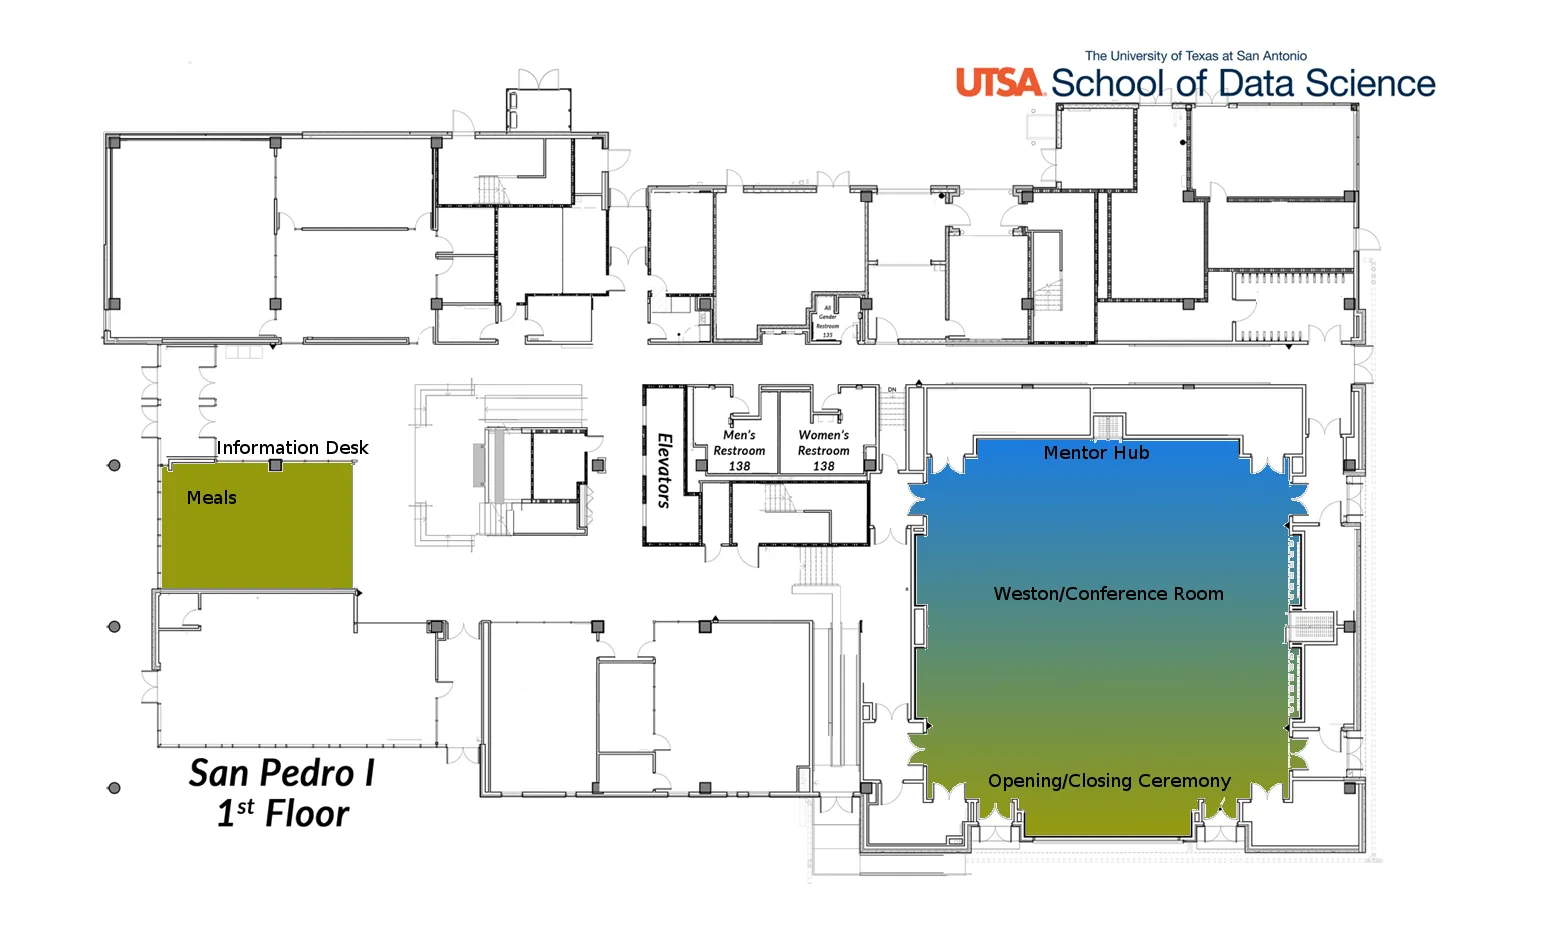 The University of Texas at San Antonio
UTSA School of Data Science
All
Gender
Restroom
135
DN
Elevators
Men's
Restroom
138
Women's
Restroom
138
Information Desk
Meals
Mentor Hub
Weston/Conference Room
Opening/Closing Ceremony
San Pedro I
1st Floor